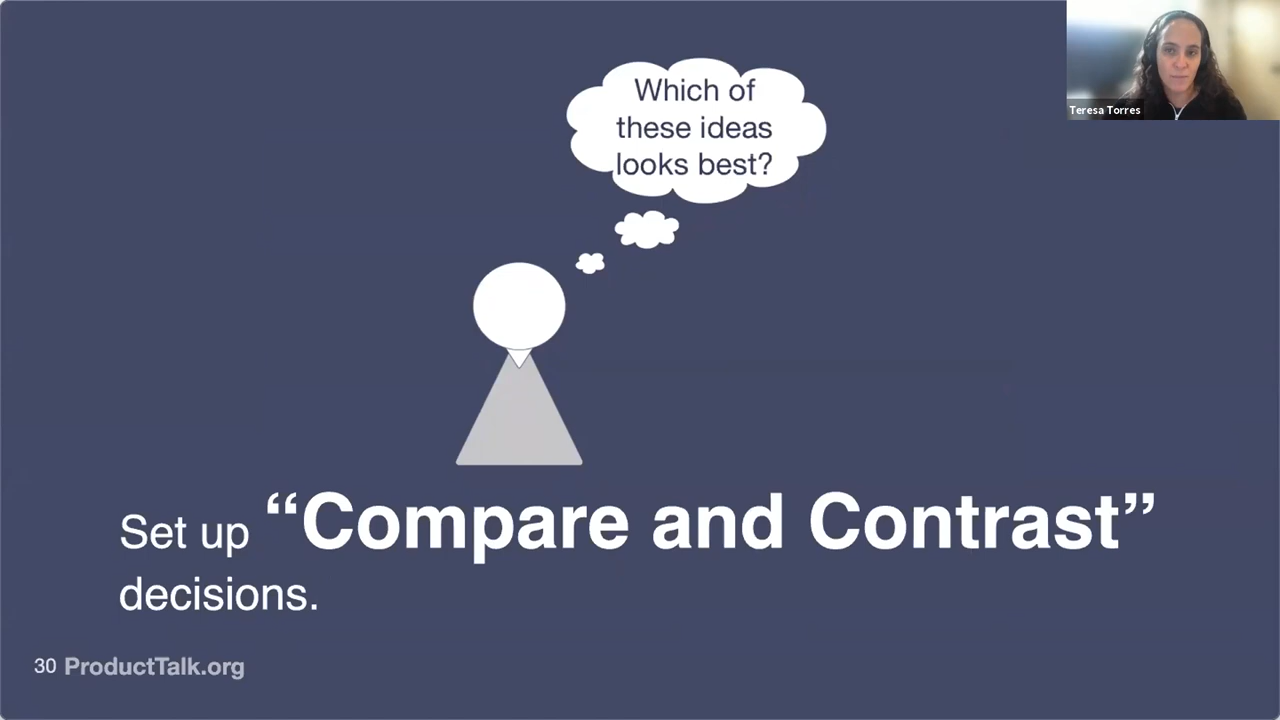 Which of
these ideas
looks best?
Teresa Torres
Set up “Compare and Contrast”
decisions.
30 ProductTalk.org